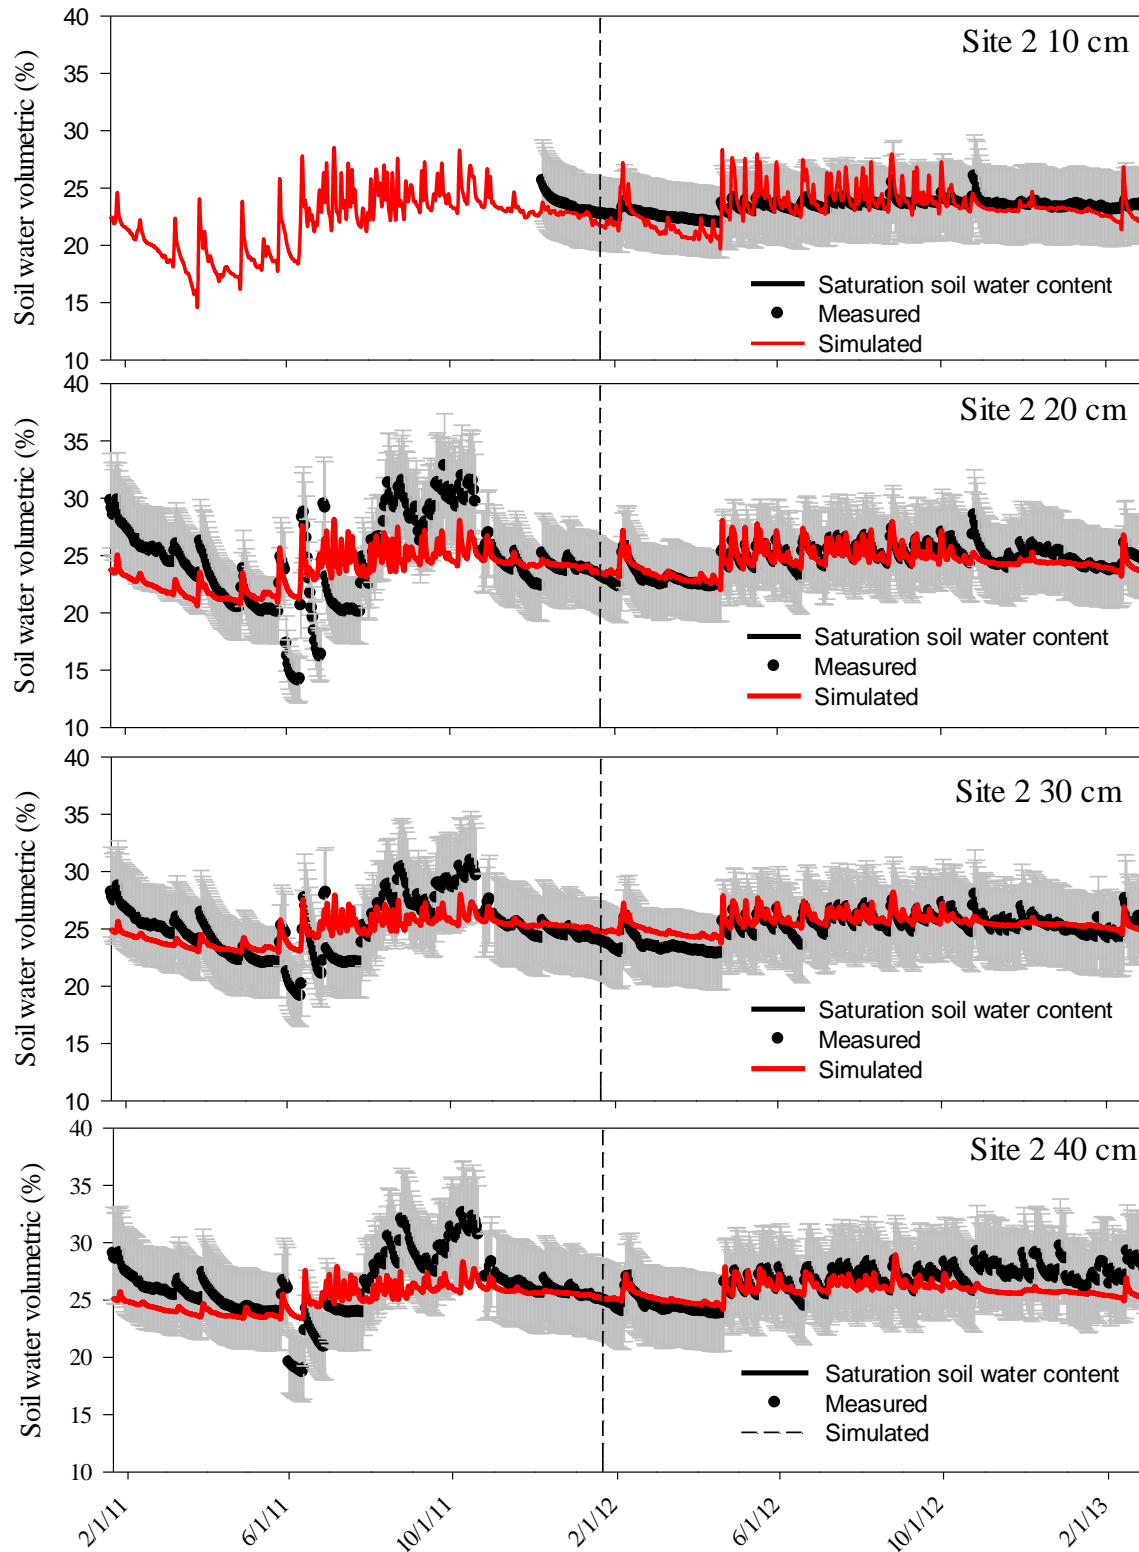 Site 2 10 cm
Soil water volumetric (%)
40
35
30
25
20
15
10
Saturation soil water content
Measured
Simulated
Site 2 20 cm
Soil water volumetric (%)
40
35
30
25
20
15
10
Saturation soil water content
Measured
Simulated
Site 2 30 cm
Soil water volumetric (%)
40
35
30
25
20
15
10
Saturation soil water content
Measured
Simulated
Site 2 40 cm
Soil water volumetric (%)
40
35
30
25
20
15
10
Saturation soil water content
Measured
Simulated
2/1/11
6/1/11
10/1/11
2/1/12
6/1/12
10/1/12
2/1/13